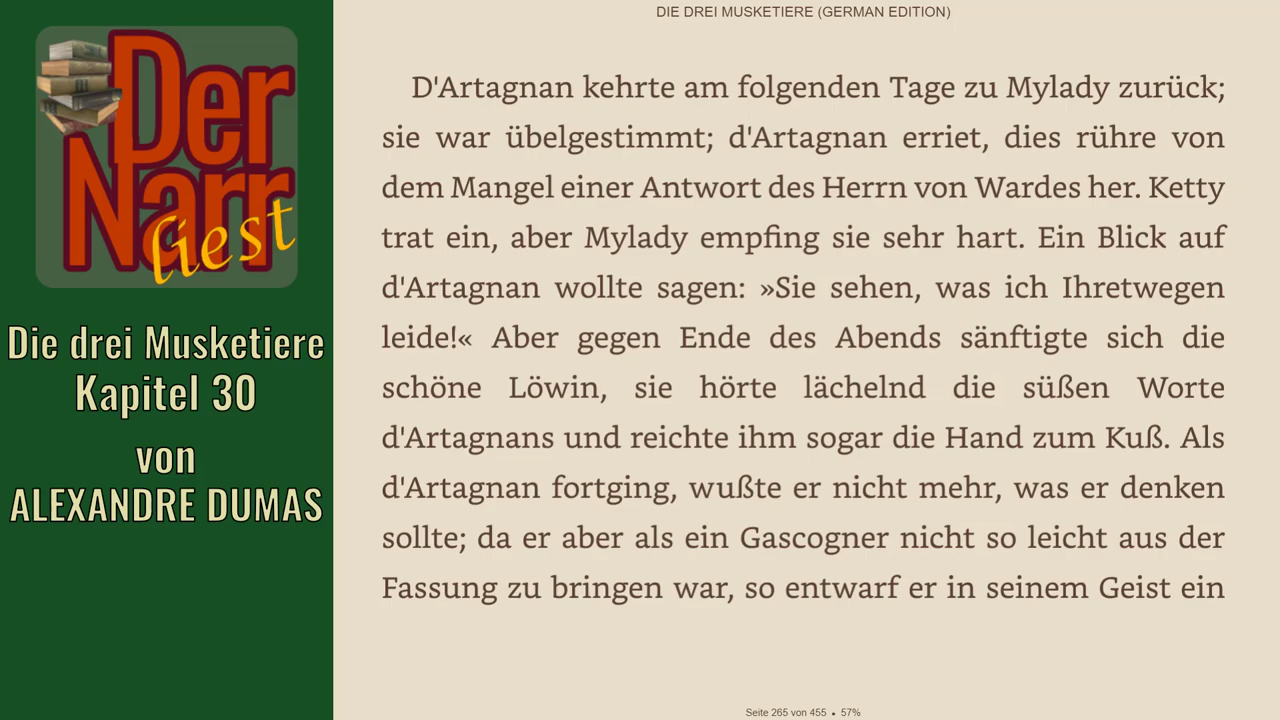 Der
Narr
liest
Die drei Musketiere
Kapitel 30
von
ALEXANDRE DUMAS
DIE DREI MUSKETIERE (GERMAN EDITION)
D'Artagnan kehrte am folgenden Tage zu Mylady zurück;
sie war übelgestimmt; d'Artagnan erriet, dies rühre von
dem Mangel einer Antwort des Herrn von Wardes her. Ketty
trat ein, aber Mylady empfing sie sehr hart. Ein Blick auf
d'Artagnan wollte sagen: »Sie sehen, was ich Ihretwegen
leide!« Aber gegen Ende des Abends sänftigte sich die
schöne Löwin, sie hörte lächelnd die süßen Worte
d'Artagnans und reichte ihm sogar die Hand zum Kuß. Als
d'Artagnan fortging, wußte er nicht mehr, was er denken
sollte; da er aber als ein Gascogner nicht so leicht aus der
Fassung zu bringen war, so entwarf er in seinem Geist ein
Seite 265 von 455 • 57%